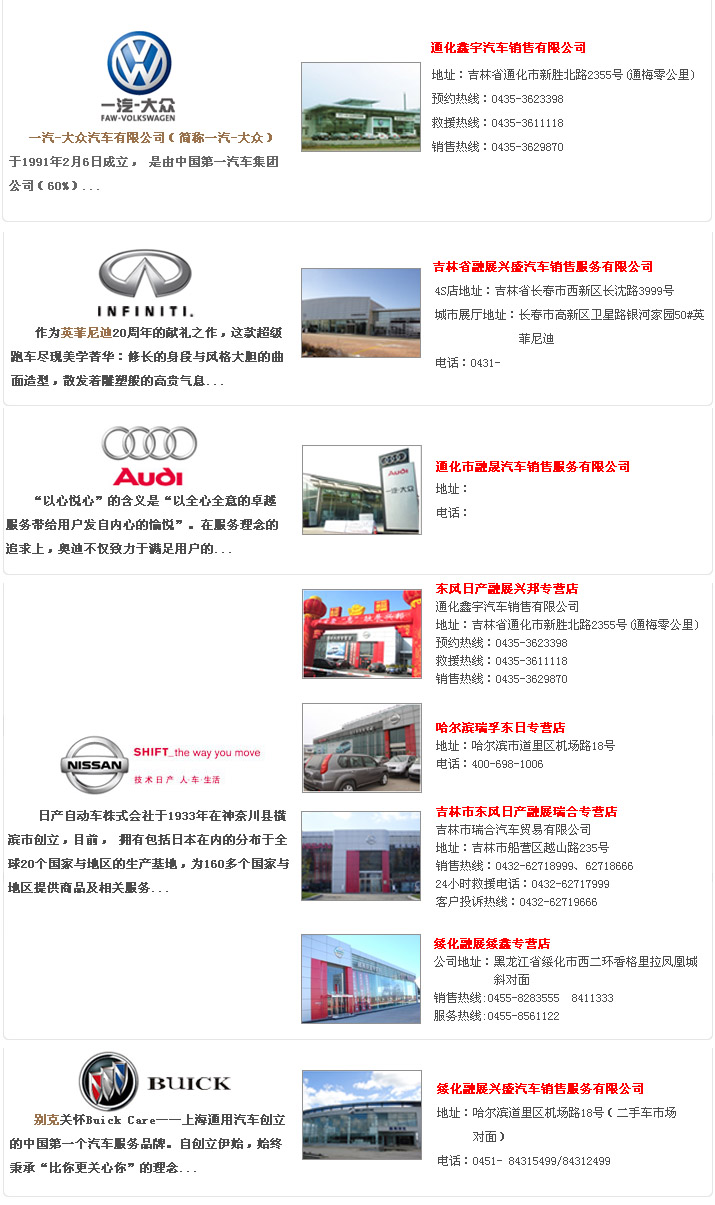 一汽-大众
FAW-VOLKSWAGEN
一汽-大众汽车有限公司(简称一汽-大众)
于1991年2月6日成立， 是由中国第一汽车集团
公司(60%)...
通化鑫宇汽车销售有限公司
地址：吉林省通化市新胜北路2355号(通梅零公里)
预约热线：0435-3623398
救援热线：0435-3611118
销售热线：0435-3629870
INFINITI.
作为英菲尼迪20周年的献礼之作，这款超级
跑车尽现美学菁华：修长的身段与风格大胆的曲
面造型，散发着雕塑般的高贵气息...
吉林省融展兴盛汽车销售服务有限公司
4S店地址：吉林省长春市西新区长沈路3999号
城市展厅地址：长春市高新区卫星路银河家园50#英
菲尼迪
电话：0431-
Audi
“以心悦心”的含义是“以全心全意的卓越
服务带给用户发自内心的愉悦”。在服务理念的
追求上，奥迪不仅致力于满足用户的...
Audi
一汽-大众
通化市融晟汽车销售服务有限公司
地址：
电话：
NISSAN
SHIFT_the way you move
技术日产 人·车·生活
日产自动车株式会社于1933年在神奈川县横
滨市创立，目前， 拥有包括日本在内的分布于全
球20个国家与地区的生产基地，为160多个国家与
地区提供商品及相关服务...
东风日产融展兴邦专营店
通化鑫宇汽车销售有限公司
地址：吉林省通化市新胜北路2355号(通梅零公里)
预约热线：0435-3623398
救援热线：0435-3611118
销售热线：0435-3629870
哈尔滨瑞孚东日专营店
地址：哈尔滨市道里区机场路18号
电话：400-698-1006
吉林市东风日产融展瑞合专营店
吉林市瑞合汽车贸易有限公司
地址：吉林市船营区越山路235号
销售热线：0432-62718999、62718666
24小时救援电话：0432-62717999
客户投诉热线：0432-62719666
绥化融展绥鑫专营店
公司地址：黑龙江省绥化市西二环香格里拉凤凰城
斜对面
销售热线:0455-8283555 8411333
服务热线:0455-8561122
BUICK
别克关怀Buick Care——上海通用汽车创立
的中国第一个汽车服务品牌。自创立伊始，始终
秉承“比你更关心你”的理念...
绥化融展兴盛汽车销售服务有限公司
地址：哈尔滨道里区机场路18号(二手车市场
对面)
电话：0451- 84315499/84312499